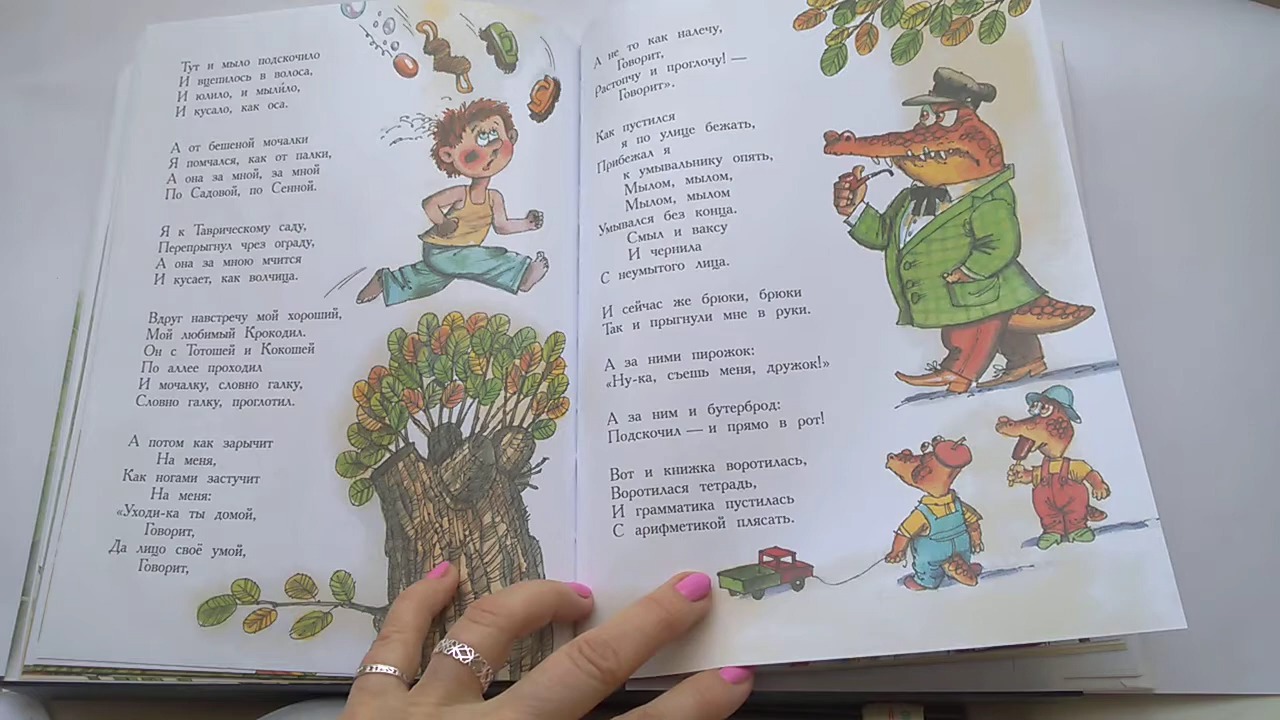 Тут и мыло подскочило
И вцепилось в волоса,
И юлило, и мылило,
И кусало, как оса.
А от бешеной мочалки
Я помчался, как от палки,
А она за мной, за мной
По Садовой, по Сенной.
Я к Таврическому саду,
Перепрыгнул чрез ограду,
А она за мною мчится
И кусает, как волчица.
Вдруг навстречу мой хороший,
Мой любимый Крокодил.
Он с Тотошей и Кокошей
По аллее проходил
И мочалку, словно галку,
Словно галку, проглотил.
А потом как зарычит
На меня,
Как ногами застучит
На меня:
«Уходи-ка ты домой,
Говорит,
Да лицо своё умой,
Говорит,
А не то как налечу,
Говорит,
Растопчу и проглочу! —
Говорит».
Как пустился
я по улице бежать,
Прибежал я
к умывальнику опять,
Мылом, мылом,
Мылом, мылом
Умывался без конца.
Смыл и ваксу
И чернила
С неумытого лица.
И сейчас же брюки, брюки
Так и прыгнули мне в руки.
А за ними пирожок:
«Ну-ка, съешь меня, дружок!»
А за ним и бутерброд:
Подскочил — и прямо в рот!
Вот и книжка воротилась,
Воротилася тетрадь,
И грамматика пустилась
С арифметикой плясать.